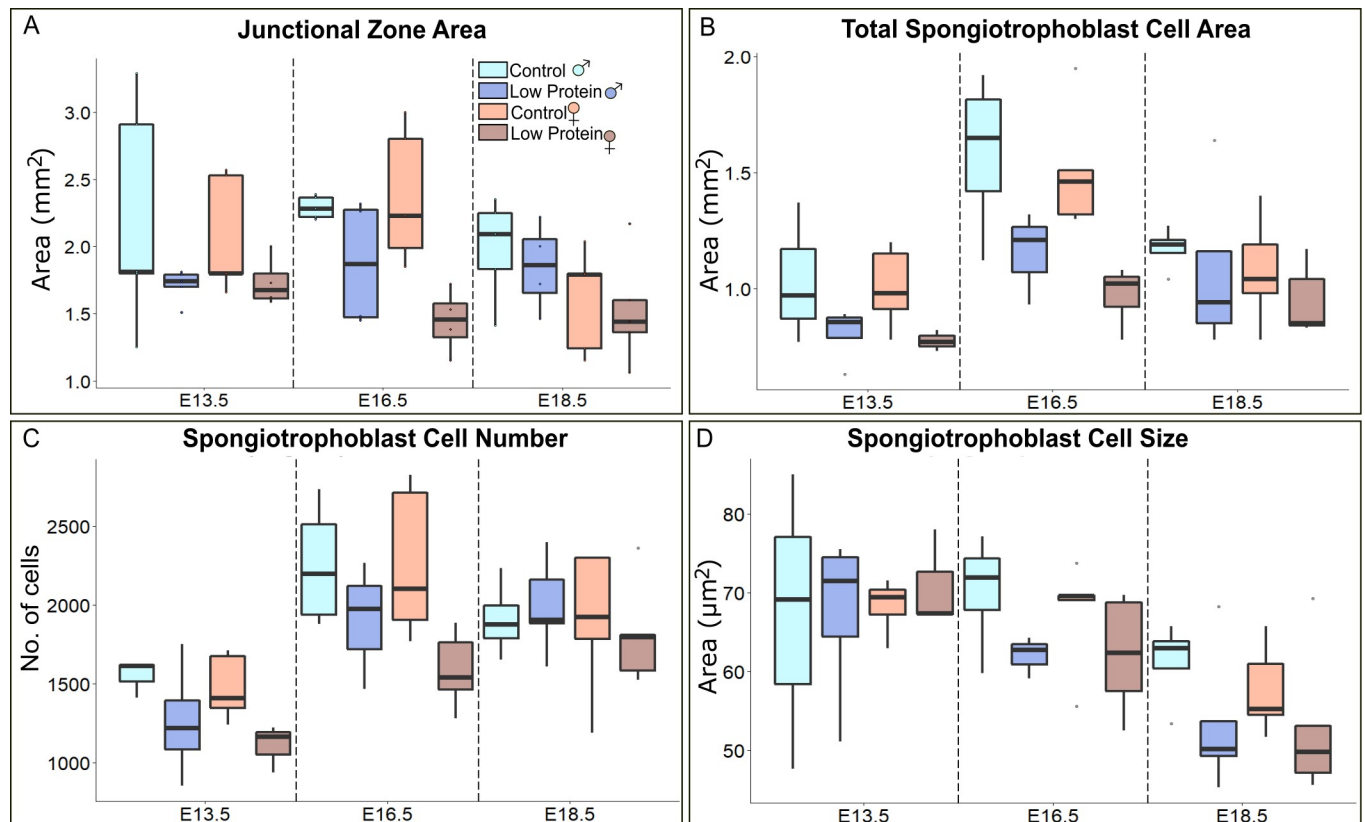 A
Junctional Zone Area
Control ♂
Low Protein ♂
Control ♀
Low Protein ♀
Area (mm²)
3.0
2.5
2.0
1.5
1.0
E13.5 E16.5 E18.5
B
Total Spongiotrophoblast Cell Area
Area (mm²)
2.0
1.5
1.0
E13.5 E16.5 E18.5
C
Spongiotrophoblast Cell Number
No. of cells
2500
2000
1500
1000
E13.5 E16.5 E18.5
D
Spongiotrophoblast Cell Size
Area (µm²)
80
70
60
50
E13.5 E16.5 E18.5